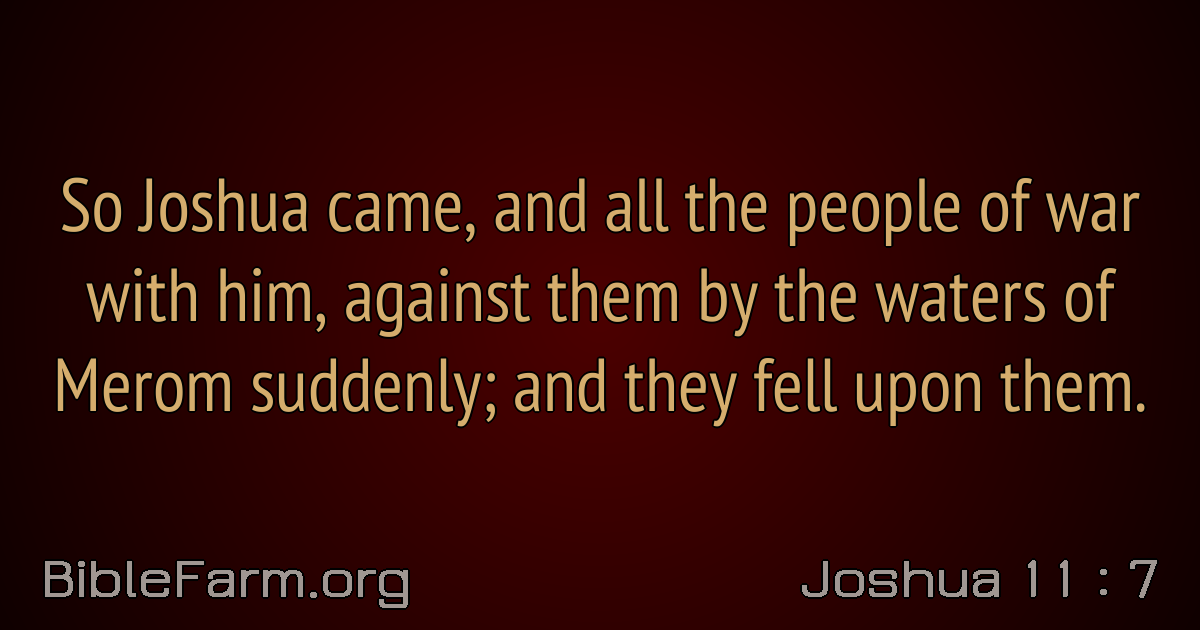 So Joshua came, and all the people of war
with him, against them by the waters of
Merom suddenly; and they fell upon them.
BibleFarm.org
Joshua 11 : 7